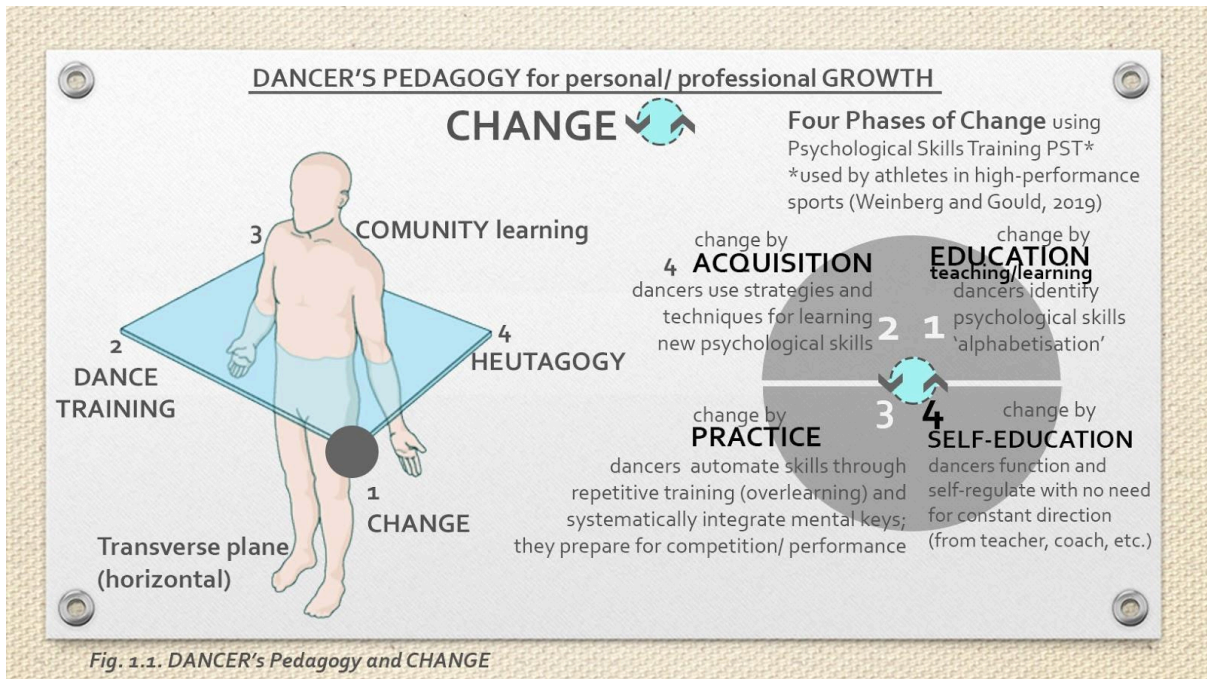 DANCER'S PEDAGOGY for personal/ professional GROWTH
CHANGE
Four Phases of Change using
Psychological Skills Training PST*
*used by athletes in high-performance
sports (Weinberg and Gould, 2019)
3
COMUNITY learning
2
DANCE
TRAINING
4
HEUTAGOGY
1
CHANGE
Transverse plane
(horizontal)
change by
EDUCATION
teaching/learning
dancers identify
psychological skills
'alphabetisation'
1
change by
4 ACQUISITION
dancers use strategies and
techniques for learning
new psychological skills
2
change by
PRACTICE
dancers automate skills through
repetitive training (overlearning) and
systematically integrate mental keys;
they prepare for competition/ performance
3
4
change by
SELF-EDUCATION
dancers function and
self-regulate with no need
for constant direction
(from teacher, coach, etc.)
Fig. 1.1. DANCER's Pedagogy and CHANGE